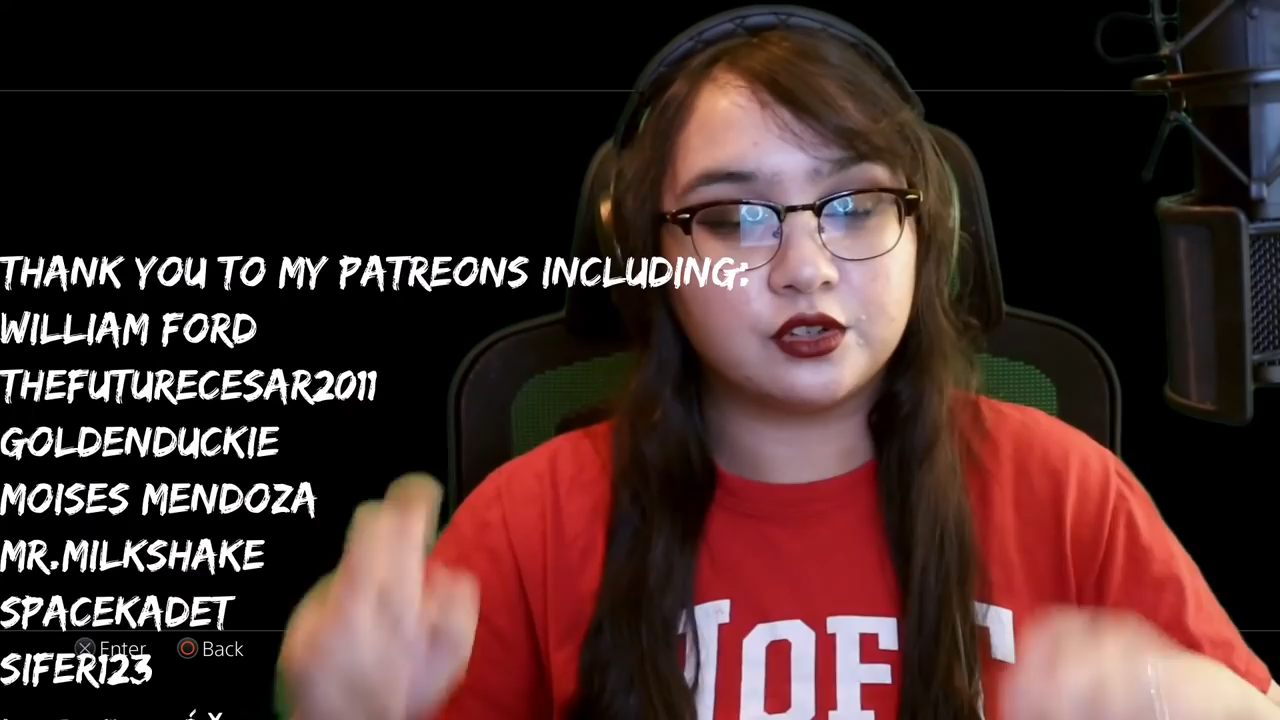 THANK YOU TO MY PATREONS INCLUDING:
WILLIAM FORD
THEFUTURECESAR2011
GOLDENDUCKIE
MOISES MENDOZA
MR.MILKSHAKE
SPACEKADET
Enter Back
SIFER123